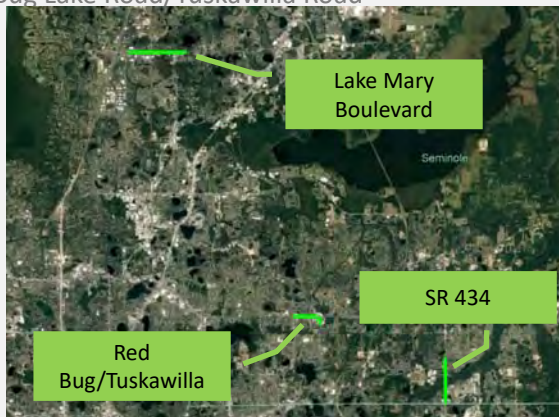 Bug Lake Road/Tuskawilla Road
Lake Mary
Boulevard
Seminole
SR 434
Red
Bug/Tuskawilla